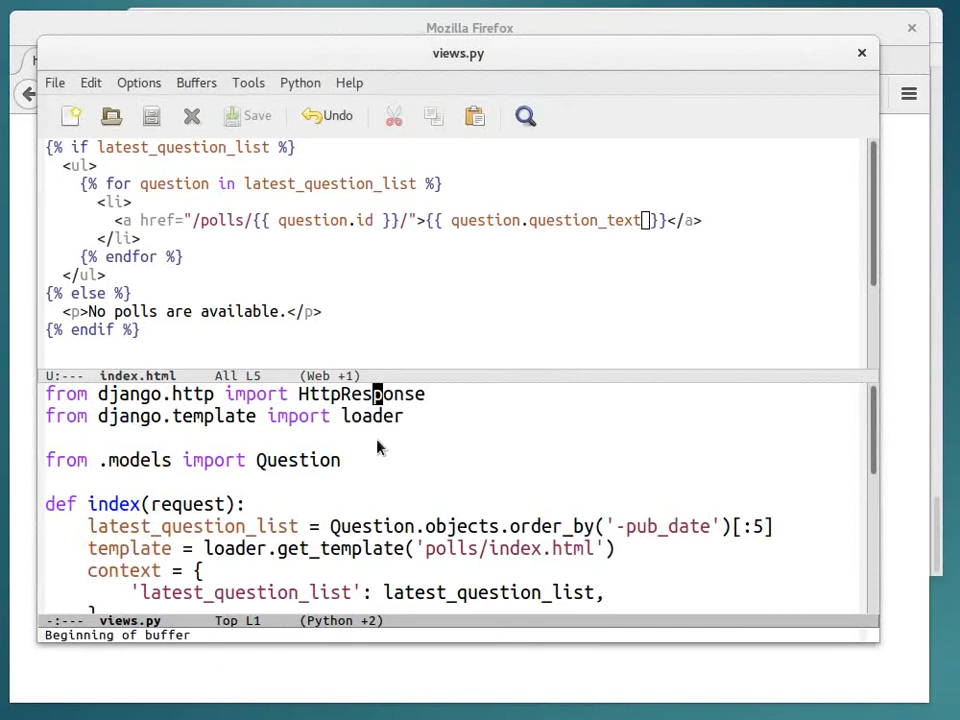 Mozilla Firefox
views.py
File Edit Options Buffers Tools Python Help
Save Undo
{% if latest_question_list %}
<ul>
{% for question in latest_question_list %}
<li>
<a href="/polls/{{ question.id }}/">{{ question.question_text }}</a>
</li>
{% endfor %}
</ul>
{% else %}
<p>No polls are available.</p>
{% endif %}
U:--- index.html All L5 (Web +1)
from django.http import HttpResponse
from django.template import loader
from .models import Question
def index(request):
latest_question_list = Question.objects.order_by('-pub_date')[:5]
template = loader.get_template('polls/index.html')
context = {
'latest_question_list': latest_question_list,
}
-:--- views.py Top L1 (Python +2)
Beginning of buffer